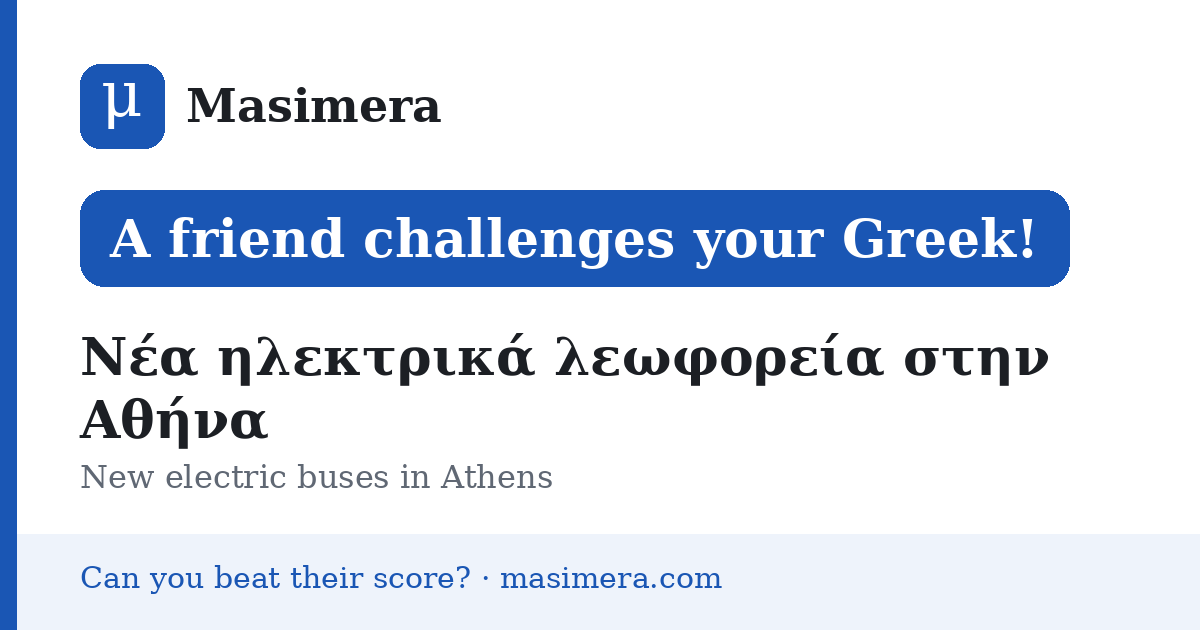 μ
Masimera
A friend challenges your Greek!
Νέα ηλεκτρικά λεωφορεία στην
Αθήνα
New electric buses in Athens
Can you beat their score? · masimera.com